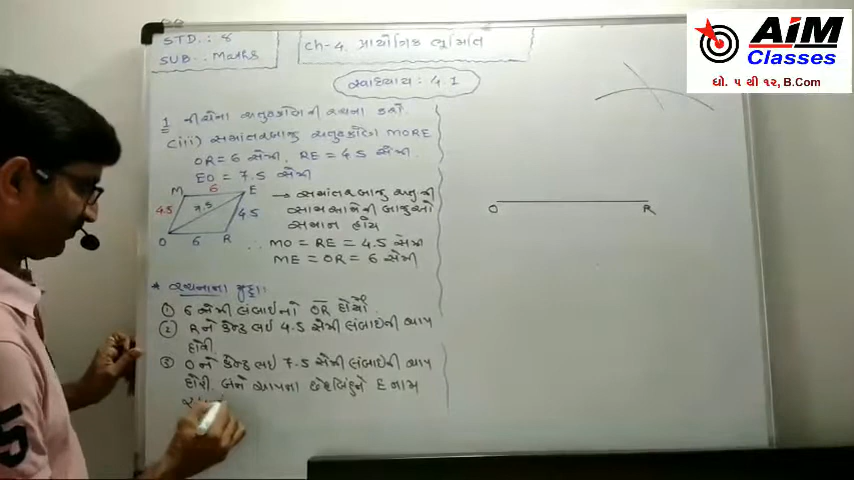 STD. : 8
SUB. : Maths
Ch-4. પ્રાયોગિક ભૂમિતિ
AiM Classes
ધો. ૫ થી ૧૨, B.Com
સ્વાધ્યાય : 4.1
1 નીચેના ચતુષ્કોણની રચના કરો.
(iii) સમાંતરબાજુ ચતુષ્કોણ MORE
OR = 6 સેમી, RE = 4.5 સેમી.
EO = 7.5 સેમી
M 6 E
4.5 7.5 4.5
O 6 R
→ સમાંતરબાજુ ચતુ.ની
સામસામેની બાજુઓ
સમાન હોય
∴ MO = RE = 4.5 સેમી
ME = OR = 6 સેમી
* રચનાના મુદ્દા:
① 6 સેમી લંબાઈનો OR દોર્યો.
② R ને કેન્દ્ર લઈ 4.5 સેમી લંબાઈની ચાપ
દોરી.
③ O ને કેન્દ્ર લઈ 7.5 સેમી લંબાઈની ચાપ
દોરી. બંને ચાપના છેદબિંદુને E નામ
O R
S